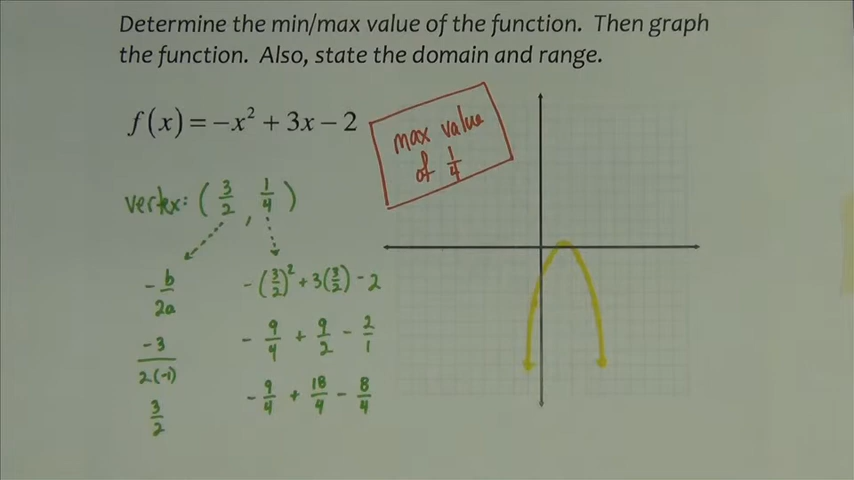 Determine the min/max value of the function. Then graph
the function. Also, state the domain and range.
f(x) = −x² + 3x − 2
max value
of 1/4
vertex: (3/2, 1/4)
-b/2a
-(3/2)² + 3(3/2) - 2
-3/2(-1)
-9/4 + 9/2 - 2/1
3/2
-9/4 + 18/4 - 8/4